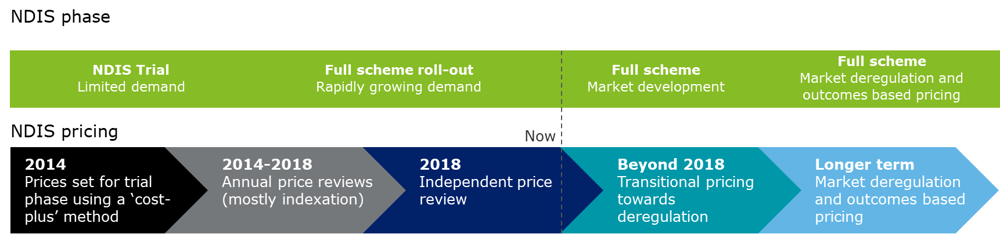 NDIS phase
NDIS Trial
Limited demand
Full scheme roll-out
Rapidly growing demand
Full scheme
Market development
Full scheme
Market deregulation and
outcomes based pricing
NDIS pricing
Now
2014
Prices set for trial
phase using a ‘cost-
plus’ method
2014-2018
Annual price reviews
(mostly indexation)
2018
Independent price
review
Beyond 2018
Transitional pricing
towards
deregulation
Longer term
Market deregulation
and outcomes based
pricing